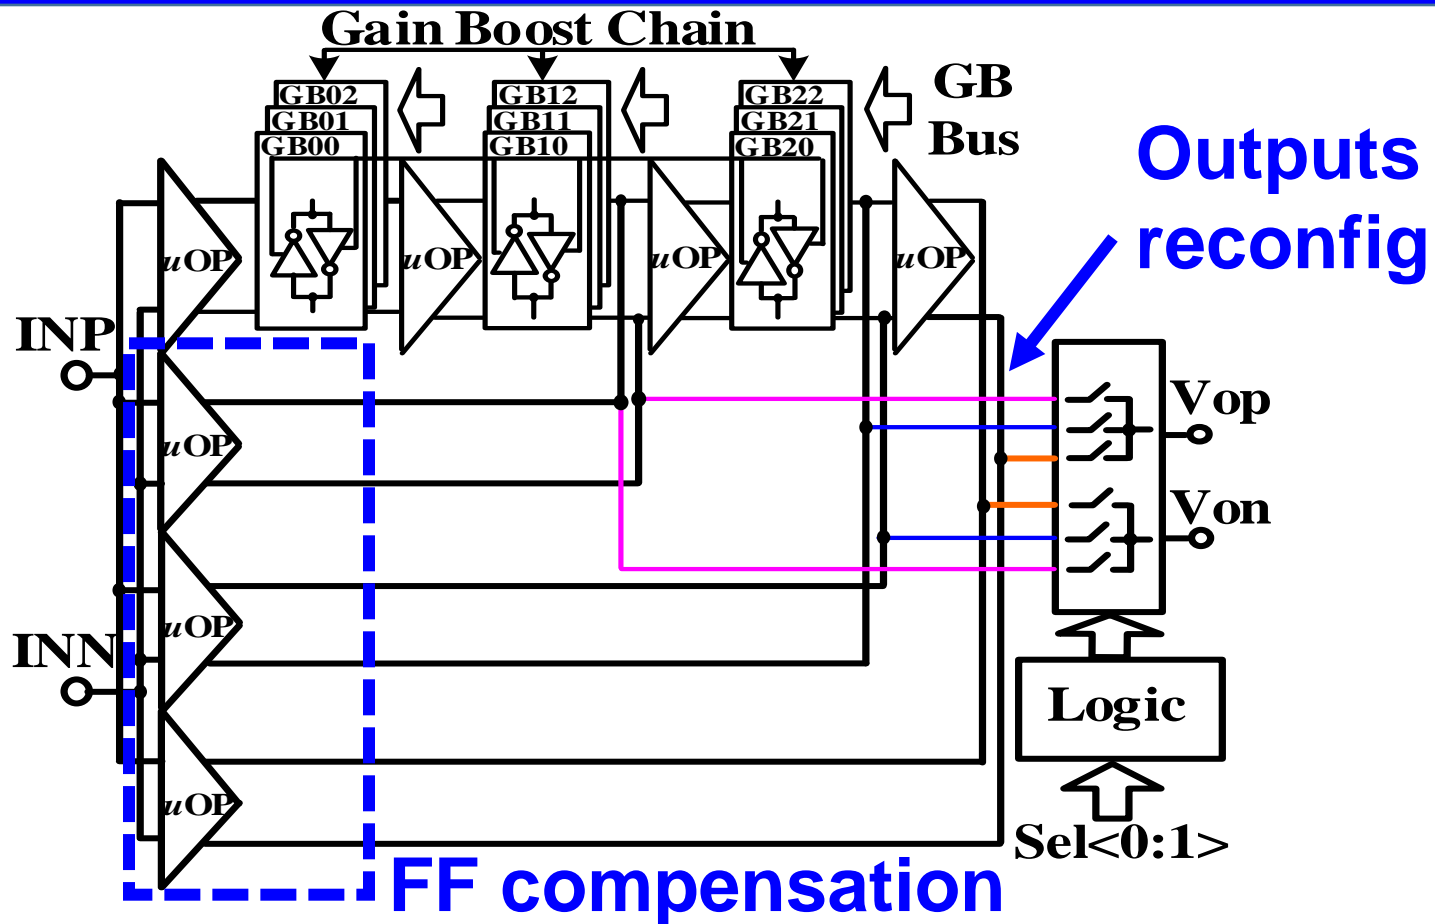 Gain Boost Chain
GB02
GB01
GB00
GB12
GB11
GB10
GB22
GB21
GB20
GB
Bus
Outputs
reconfig
uOP
uOP
uOP
uOP
INP
uOP
Vop
Von
uOP
INN
Logic
uOP
Sel<0:1>
FF compensation